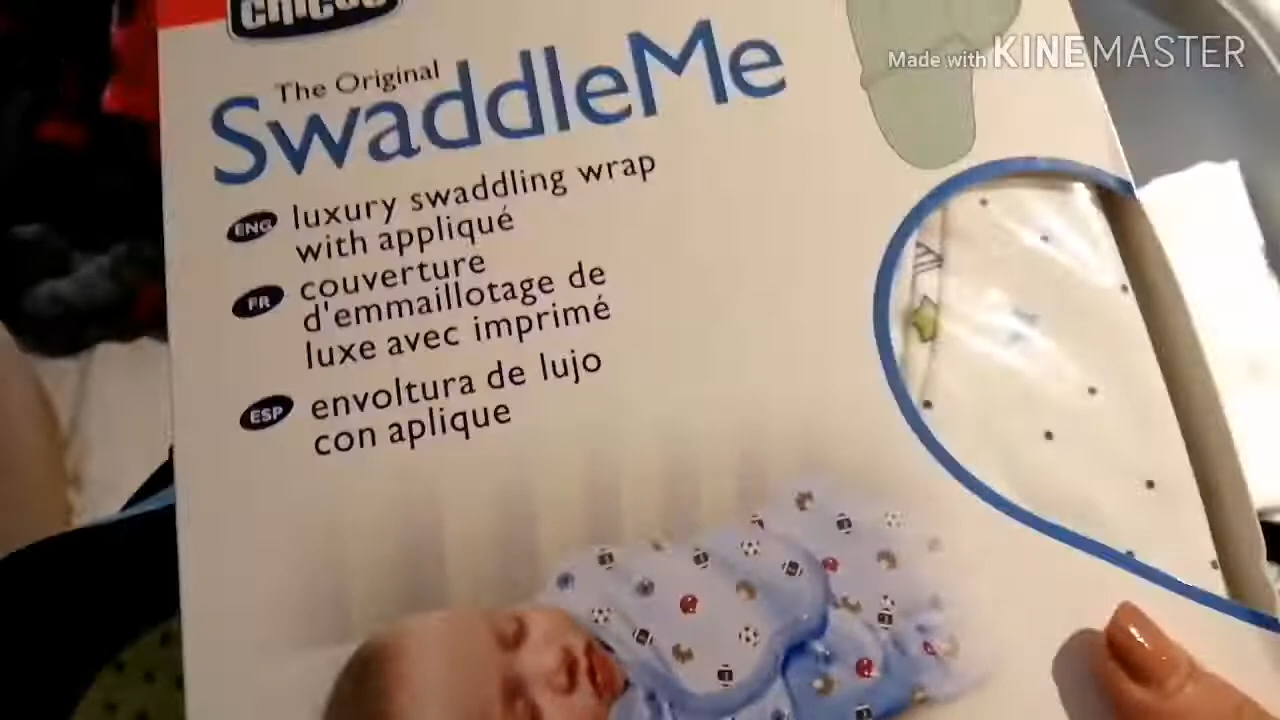 chicco
Made with KINEMASTER
The Original
SwaddleMe
ENG luxury swaddling wrap
with appliqué
FR couverture
d'emmaillotage de
luxe avec imprimé
ESP envoltura de lujo
con aplique